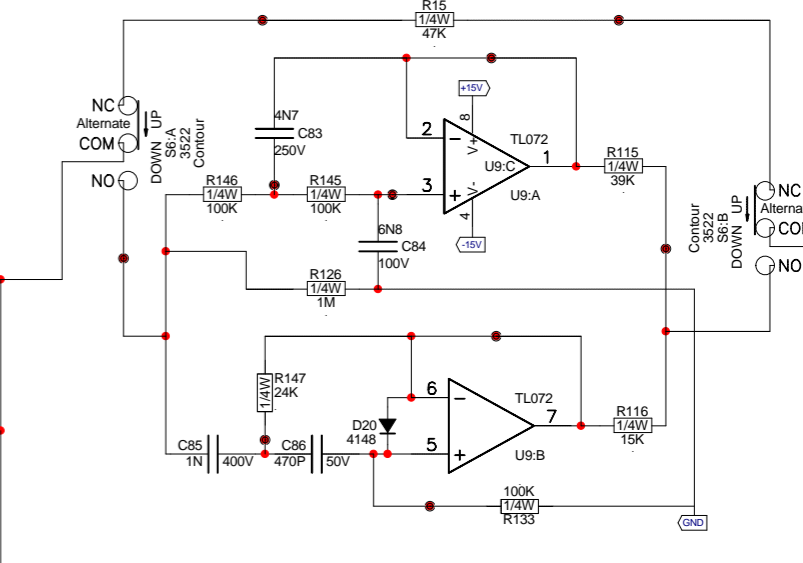 R15
1/4W
47K
NC
Alternate
COM
NO
DOWN UP
S6:A
3522
Contour
4N7
C83
250V
+15V
8
V+
2
TL072
U9:C
1
3
V-
U9:A
4
-15V
R146
1/4W
100K
R145
1/4W
100K
6N8
C84
100V
R126
1/4W
1M
R115
1/4W
39K
Contour
3522
S6:B
DOWN UP
NC
Alterna
CO
NO
R147
1/4W
24K
D20
4148
6
5
TL072
7
U9:B
R116
1/4W
15K
C85
1N
400V
C86
470P
50V
100K
1/4W
R133
GND